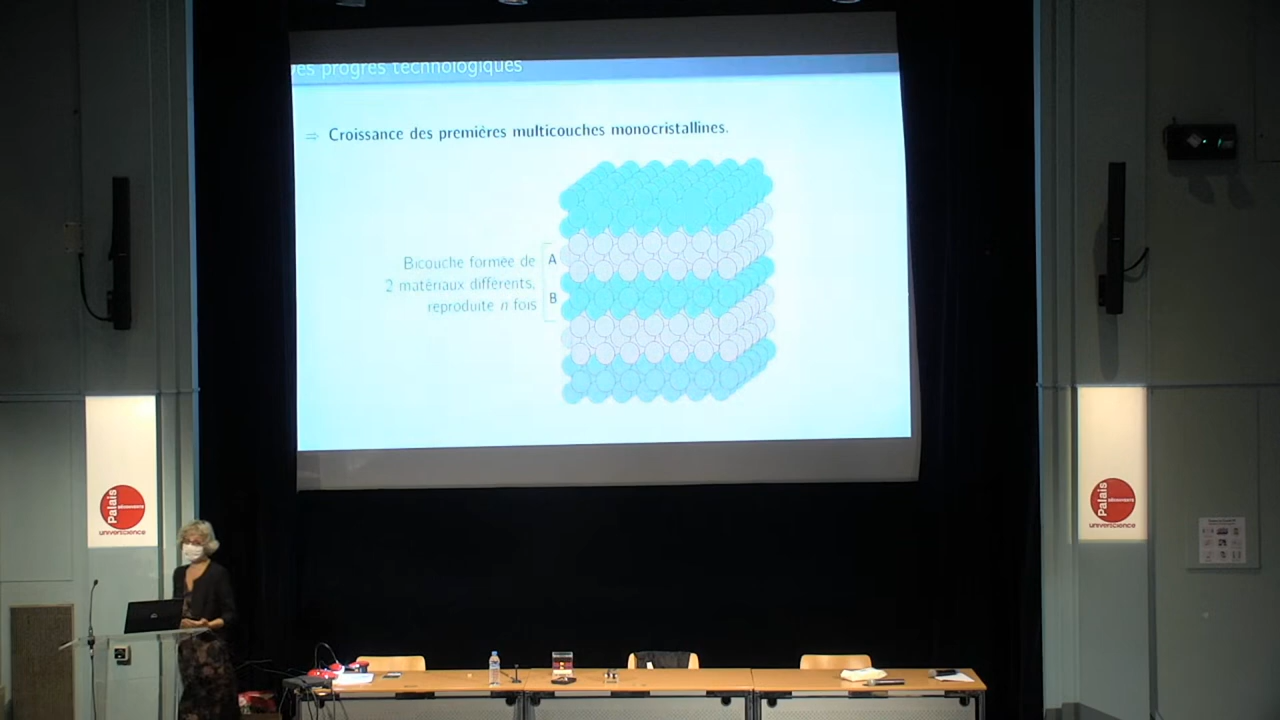 Des progrès technologiques
⇒ Croissance des premières multicouches monocristallines.
Bicouche formée de
2 matériaux différents,
reproduite n fois
A
B
Palais
DÉCOUVERTE
universcience
Palais
DÉCOUVERTE
universcience